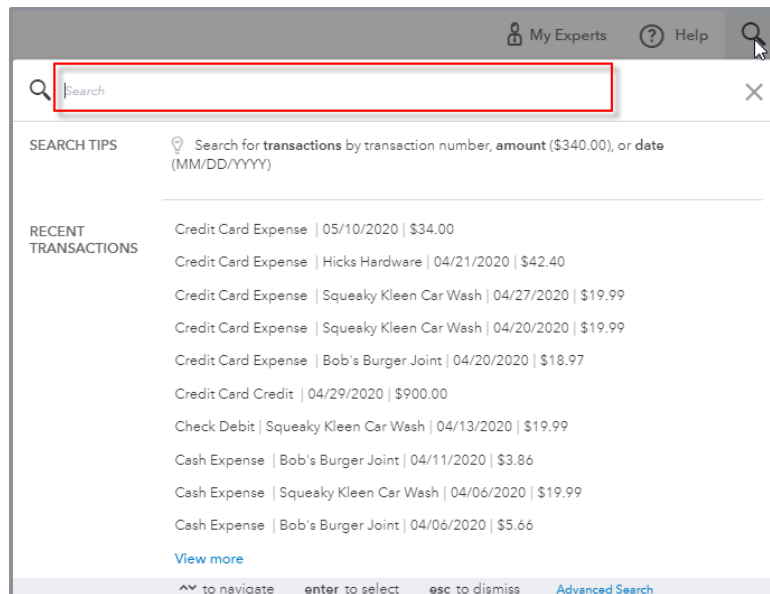 My Experts Help
Search
SEARCH TIPS
Search for transactions by transaction number, amount ($340.00), or date
(MM/DD/YYYY)
RECENT
TRANSACTIONS
Credit Card Expense | 05/10/2020 | $34.00
Credit Card Expense | Hicks Hardware | 04/21/2020 | $42.40
Credit Card Expense | Squeaky Kleen Car Wash | 04/27/2020 | $19.99
Credit Card Expense | Squeaky Kleen Car Wash | 04/20/2020 | $19.99
Credit Card Expense | Bob's Burger Joint | 04/20/2020 | $18.97
Credit Card Credit | 04/29/2020 | $900.00
Check Debit | Squeaky Kleen Car Wash | 04/13/2020 | $19.99
Cash Expense | Bob's Burger Joint | 04/11/2020 | $3.86
Cash Expense | Squeaky Kleen Car Wash | 04/06/2020 | $19.99
Cash Expense | Bob's Burger Joint | 04/06/2020 | $5.66
View more
to navigate enter to select esc to dismiss Advanced Search